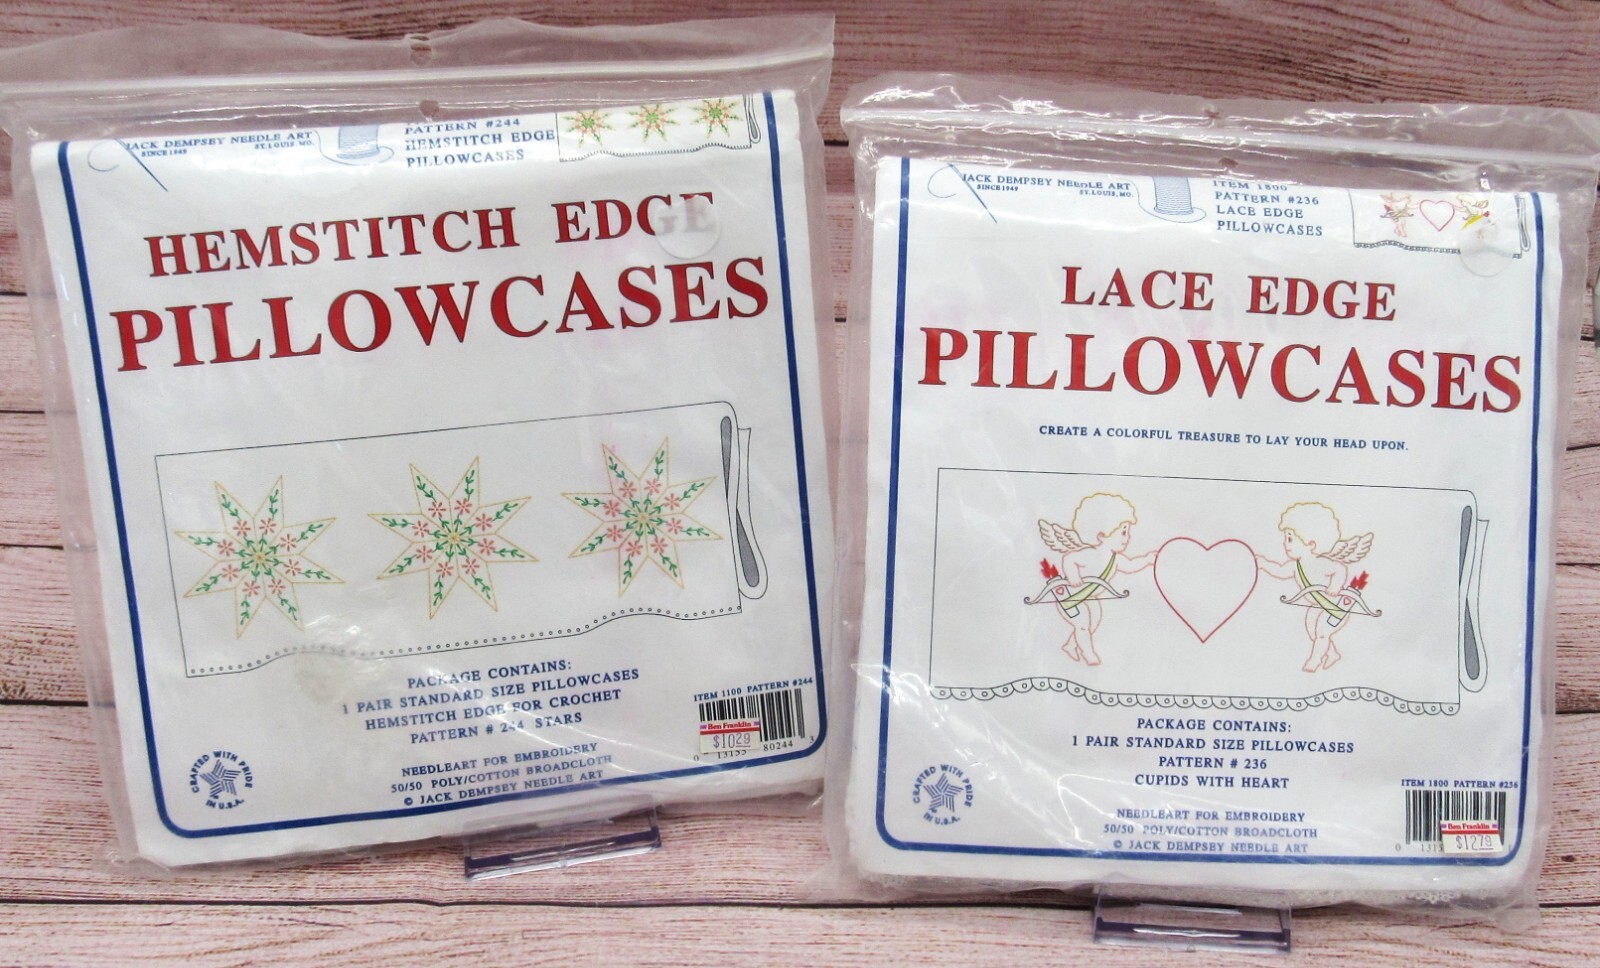 JACK DEMPSEY NEEDLE ART
SINCE 1949 ST. LOUIS, MO.
PATTERN #244
HEMSTITCH EDGE
PILLOWCASES
HEMSTITCH EDGE
PILLOWCASES
PACKAGE CONTAINS:
1 PAIR STANDARD SIZE PILLOWCASES
HEMSTITCH EDGE FOR CROCHET
PATTERN # 244 STARS
NEEDLEART FOR EMBROIDERY
50/50 POLY/COTTON BROADCLOTH
© JACK DEMPSEY NEEDLE ART
CRAFTED WITH PRIDE
IN U.S.A.
ITEM 1100 PATTERN #244
Ben Franklin
$10.29
0 13155 80244 3
JACK DEMPSEY NEEDLE ART
SINCE 1949 ST. LOUIS, MO.
ITEM 1800
PATTERN #236
LACE EDGE
PILLOWCASES
LACE EDGE
PILLOWCASES
CREATE A COLORFUL TREASURE TO LAY YOUR HEAD UPON.
PACKAGE CONTAINS:
1 PAIR STANDARD SIZE PILLOWCASES
PATTERN # 236
CUPIDS WITH HEART
NEEDLEART FOR EMBROIDERY
50/50 POLY/COTTON BROADCLOTH
© JACK DEMPSEY NEEDLE ART
CRAFTED WITH PRIDE
IN U.S.A.
ITEM 1800 PATTERN #236
Ben Franklin
$12.79